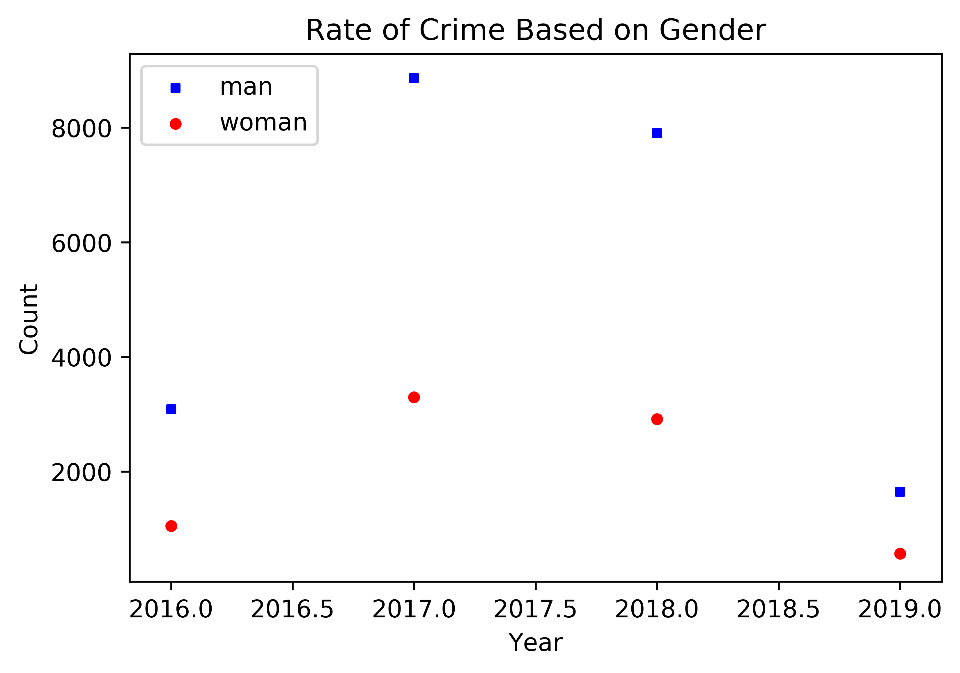 Rate of Crime Based on Gender
man
woman
8000
6000
4000
2000
Count
2016.0 2016.5 2017.0 2017.5 2018.0 2018.5 2019.0
Year